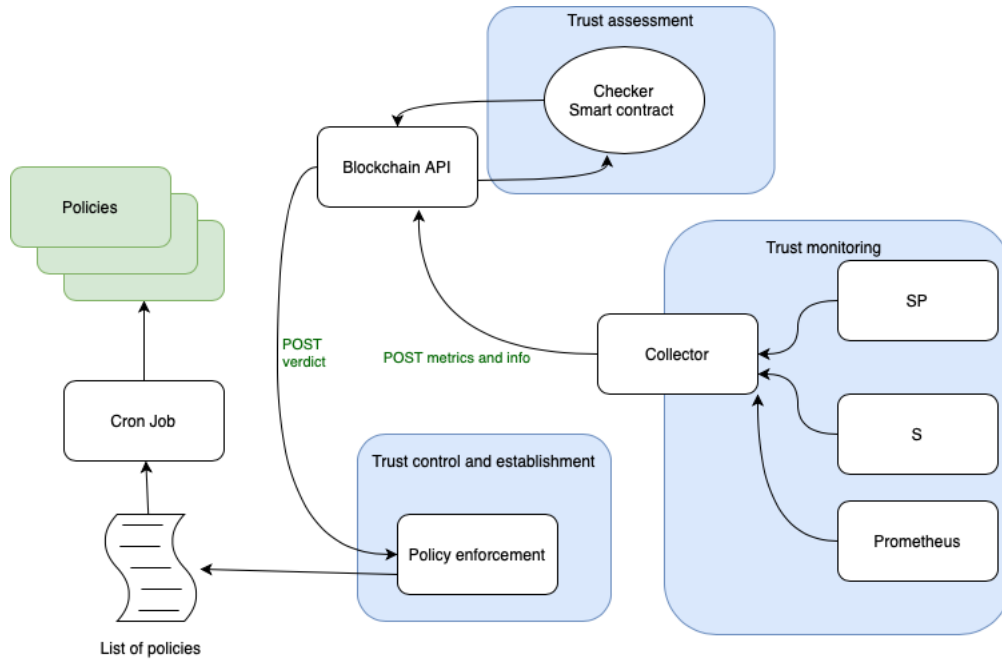 Trust assessment
Checker
Smart contract
Blockchain API
Policies
Trust monitoring
SP
POST
verdict
POST metrics and info
Collector
Cron Job
S
Trust control and establishment
Policy enforcement
Prometheus
List of policies